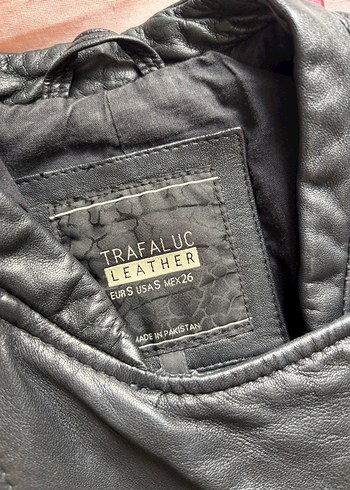 TRAFALUC
LEATHER
EUR S USA S MEX 26
MADE IN PAKISTAN